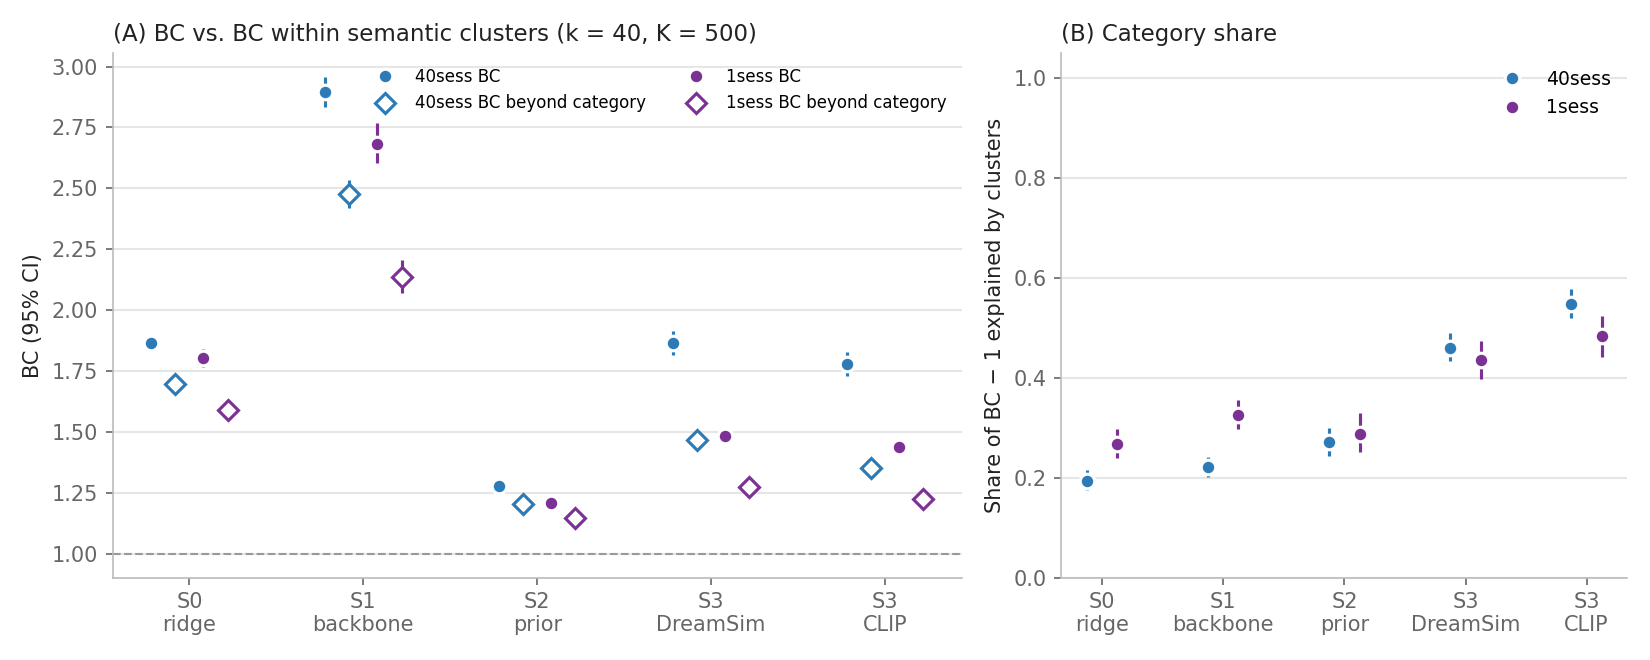 (A) BC vs. BC within semantic clusters (k = 40, K = 500)
40sess BC
40sess BC beyond category
1sess BC
1sess BC beyond category
BC (95% CI)
3.00
2.75
2.50
2.25
2.00
1.75
1.50
1.25
1.00
S0
ridge
S1
backbone
S2
prior
S3
DreamSim
S3
CLIP
(B) Category share
40sess
1sess
Share of BC − 1 explained by clusters
1.0
0.8
0.6
0.4
0.2
0.0
S0
ridge
S1
backbone
S2
prior
S3
DreamSim
S3
CLIP